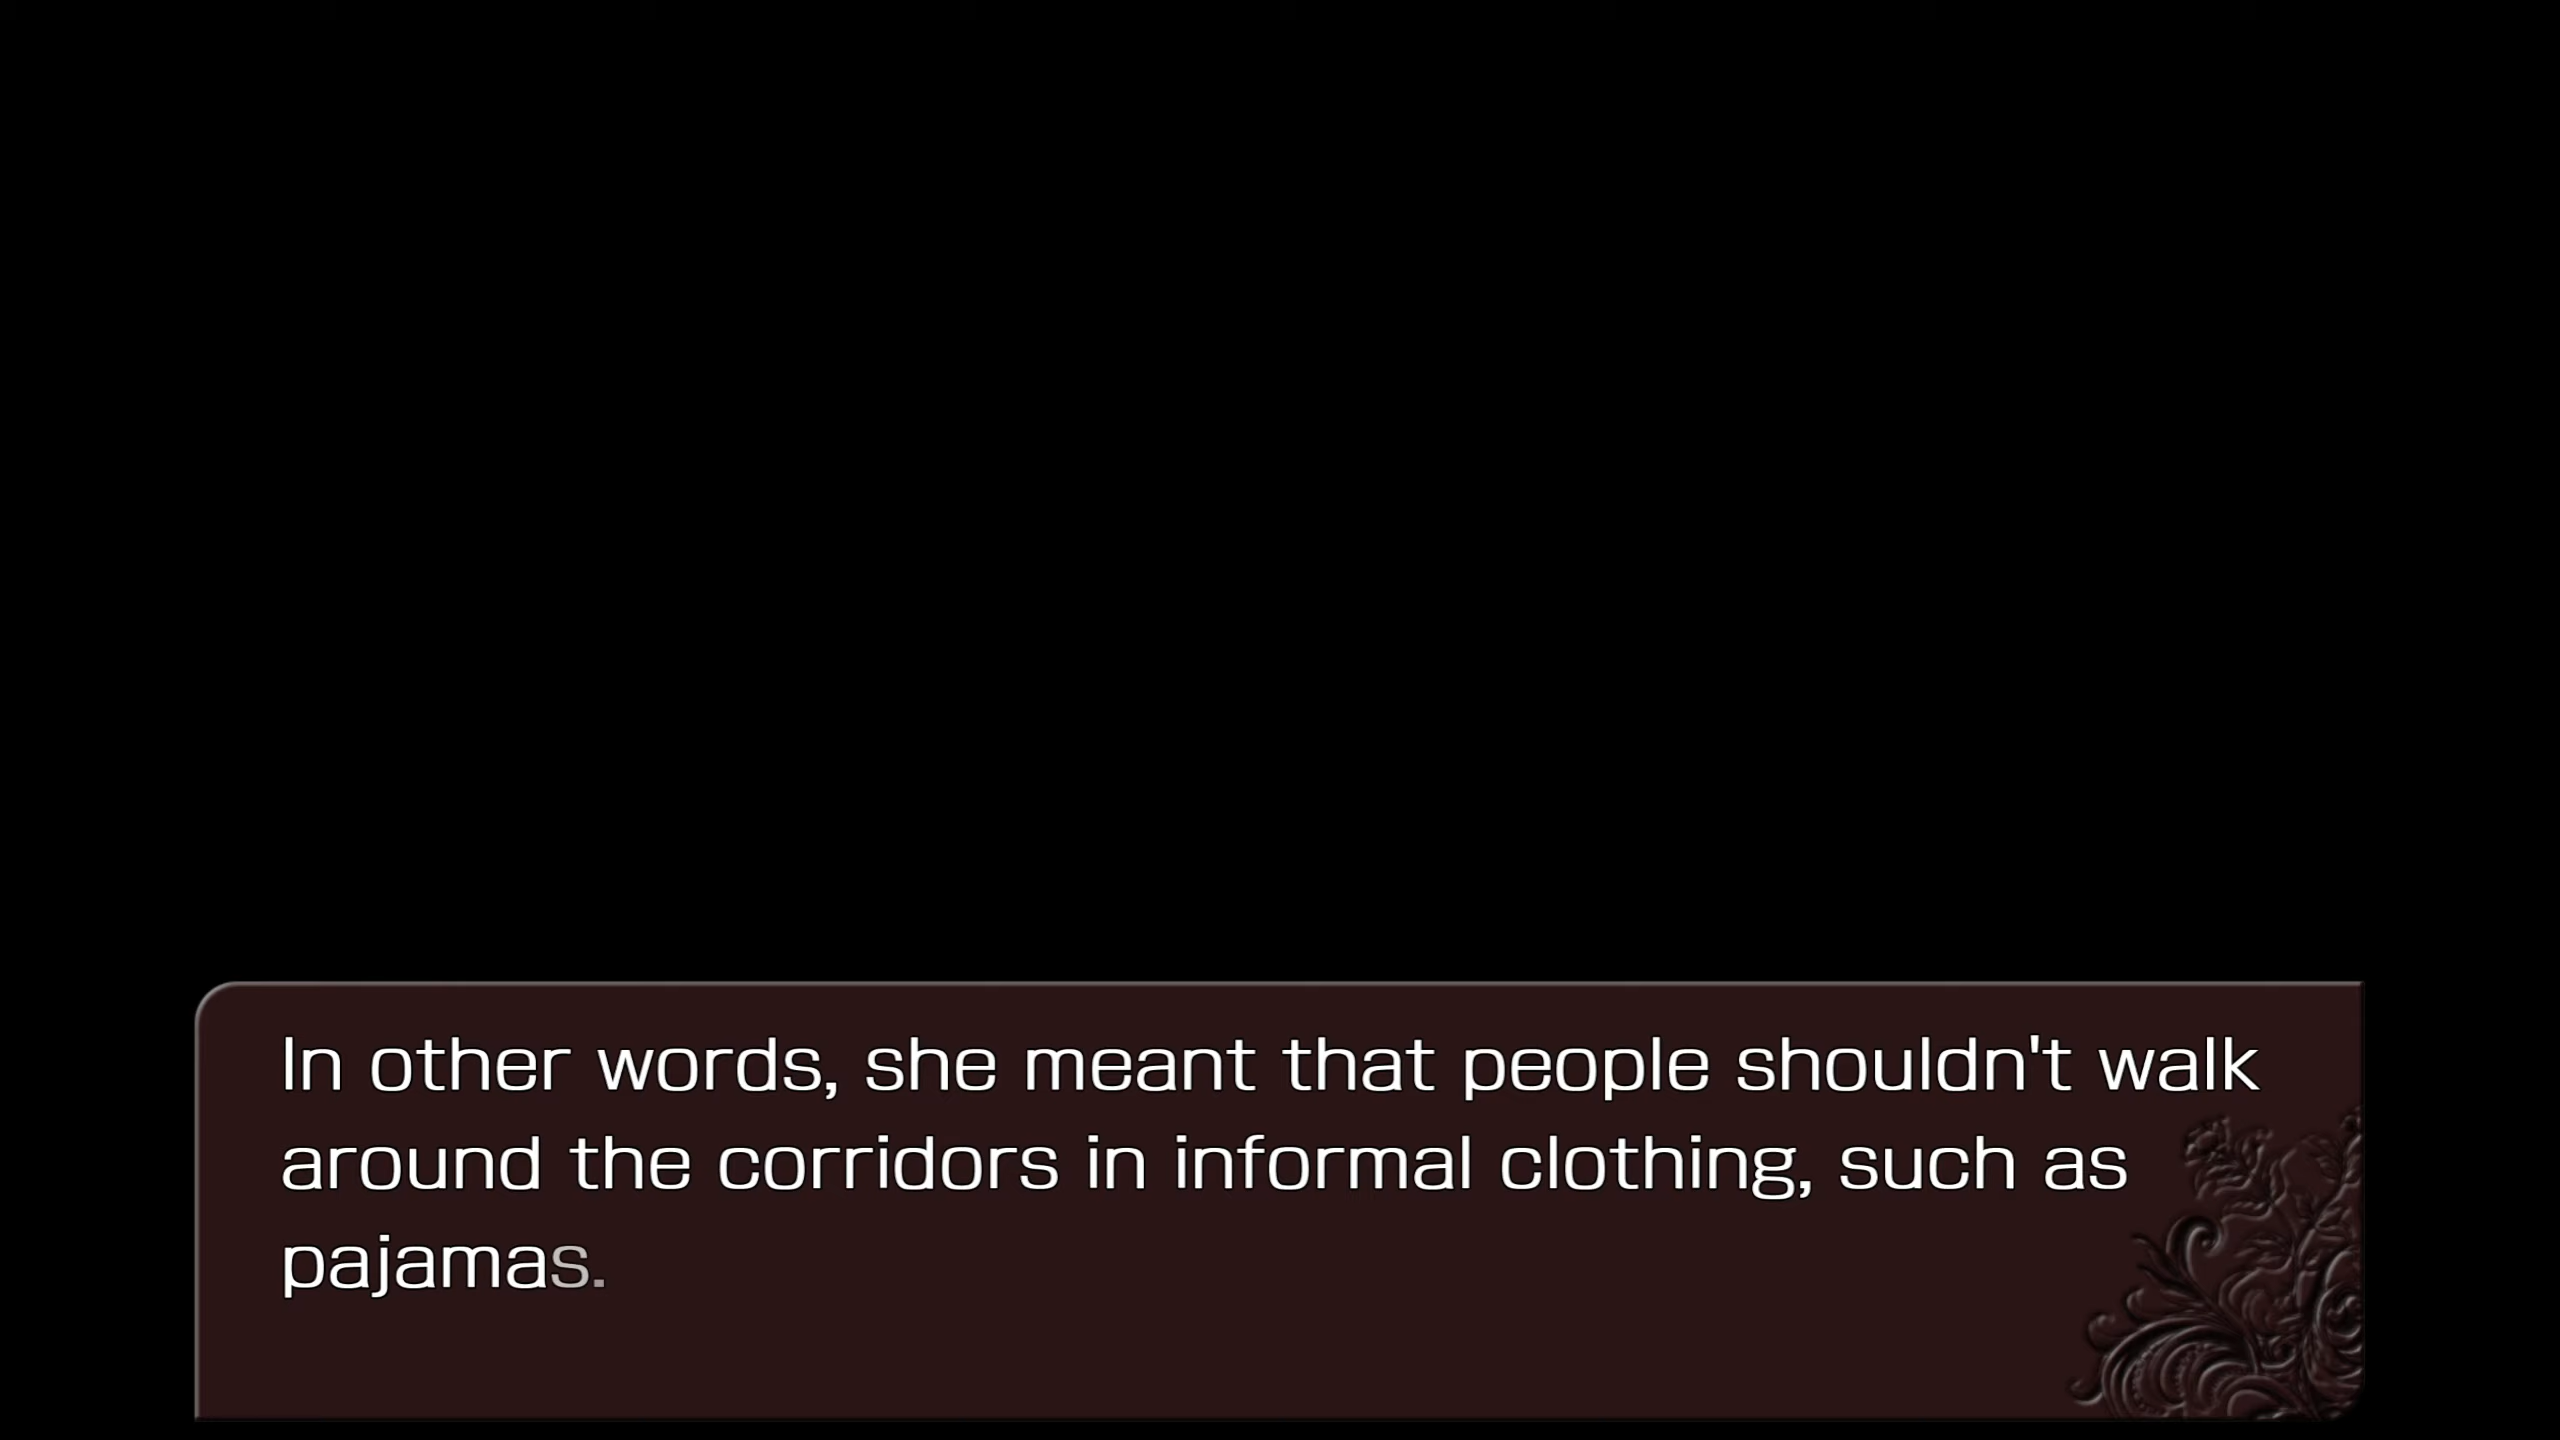 In other words, she meant that people shouldn't walk
around the corridors in informal clothing, such as
pajamas.